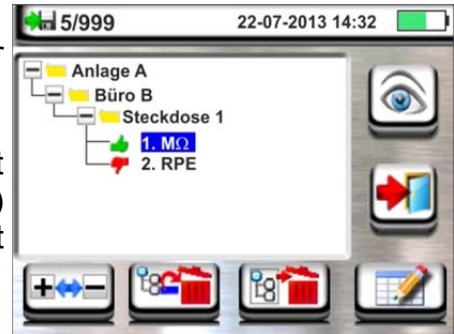 5/999 22-07-2013 14:32
Anlage A
Büro B
Steckdose 1
1. MΩ
2. RPE